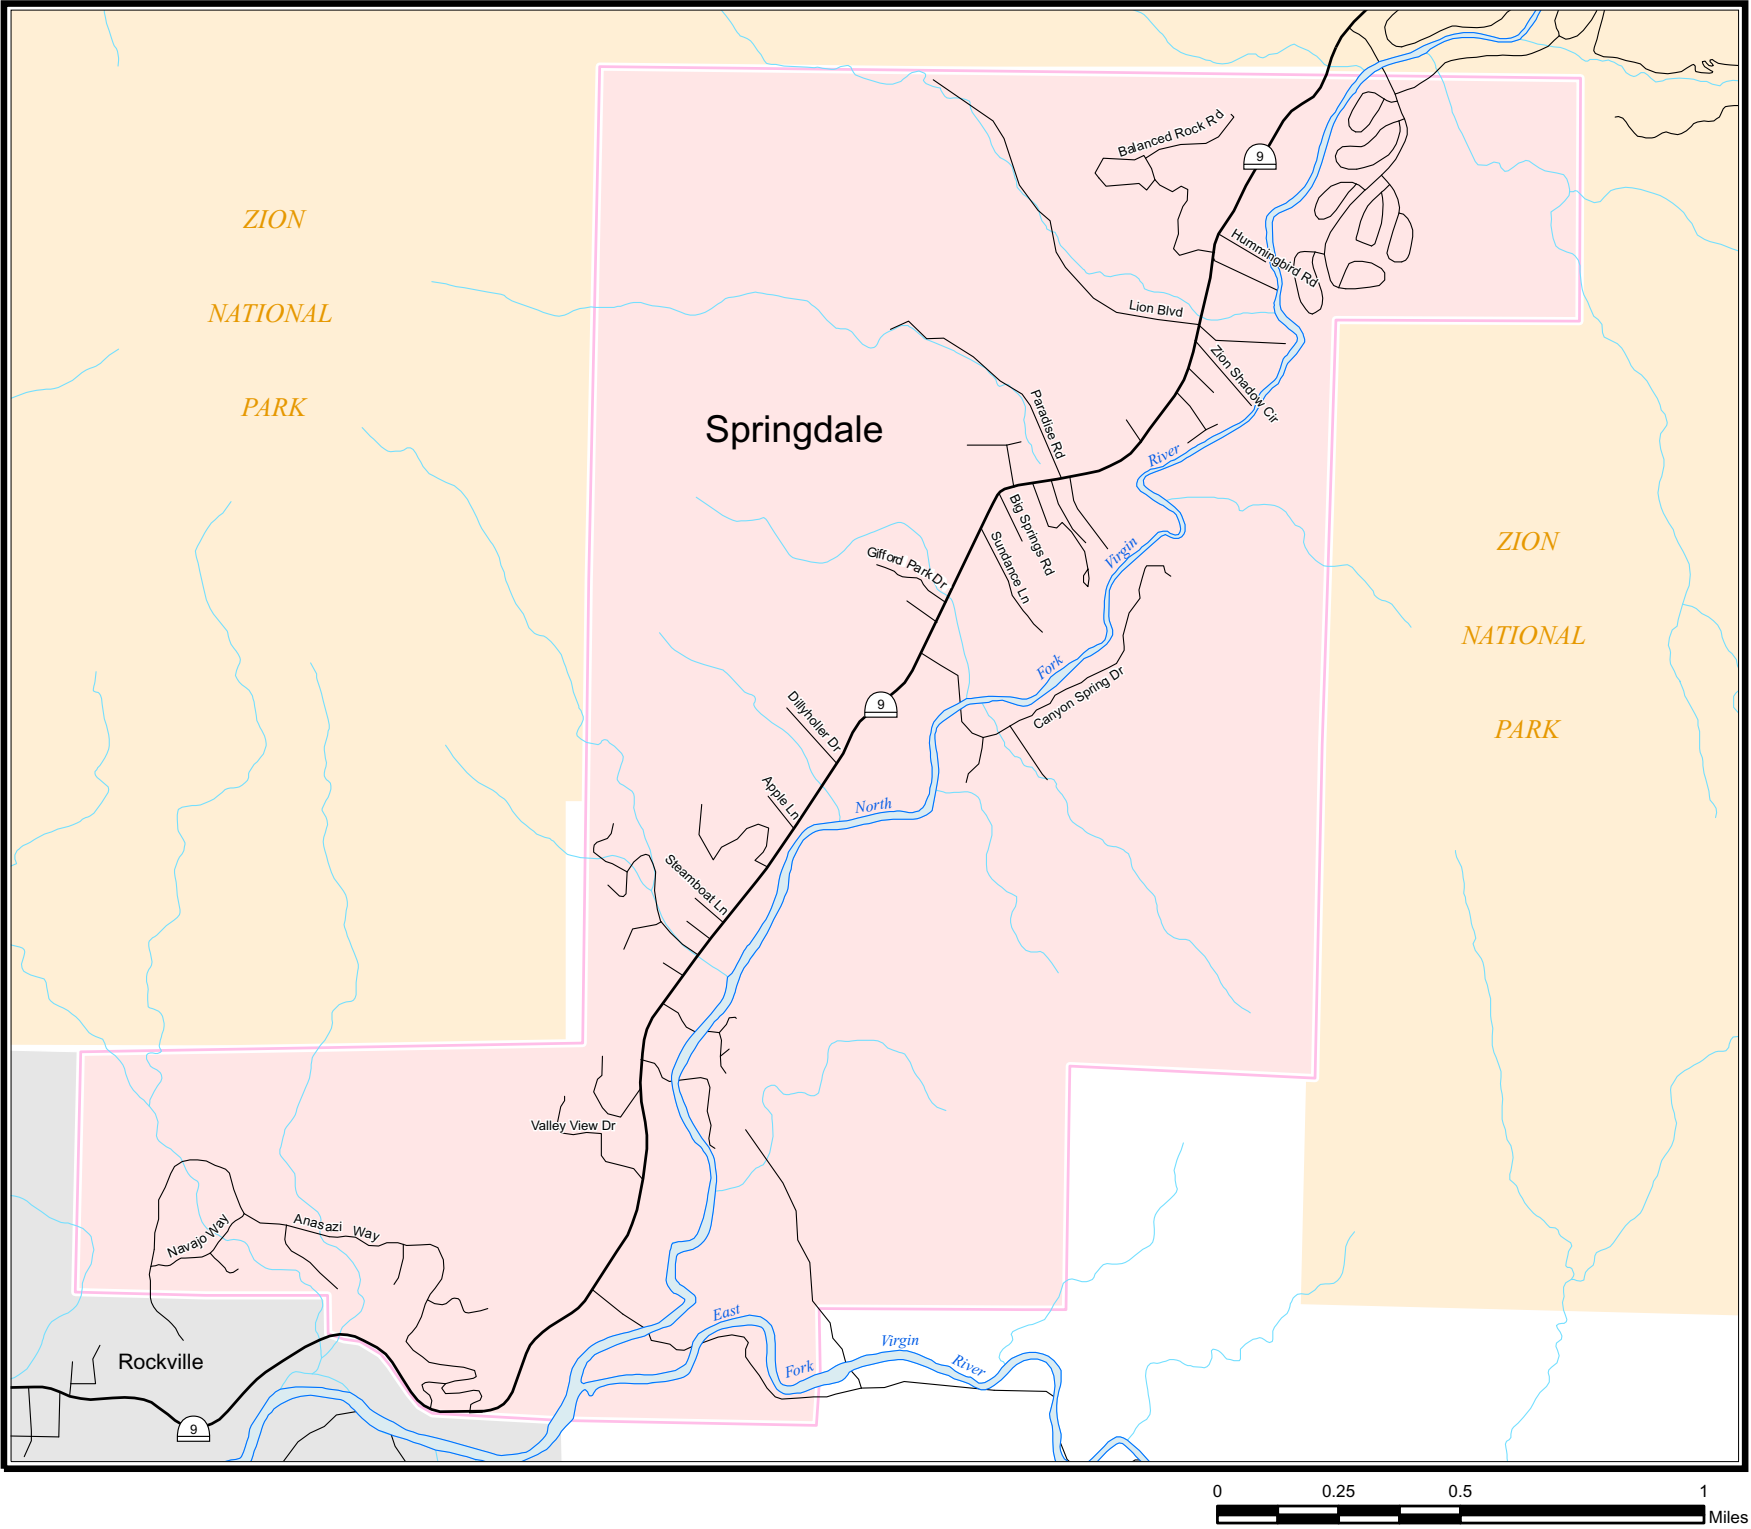 Balanced Rock Rd
9
ZION
Hummingbird Rd
NATIONAL
Lion Blvd
Zion Shadow Cir
PARK
Paradise Rd
Springdale
River
Big Springs Rd
Sundance Ln
Virgin
ZION
Gifford Park Dr
NATIONAL
Fork
Canyon Spring Dr
9
Dillyholler Dr
PARK
Apple Ln
North
Steamboat Ln
Valley View Dr
Navajo Way
Anasazi Way
East
Virgin
Rockville
Fork
River
9
0 0.25 0.5 1
Miles